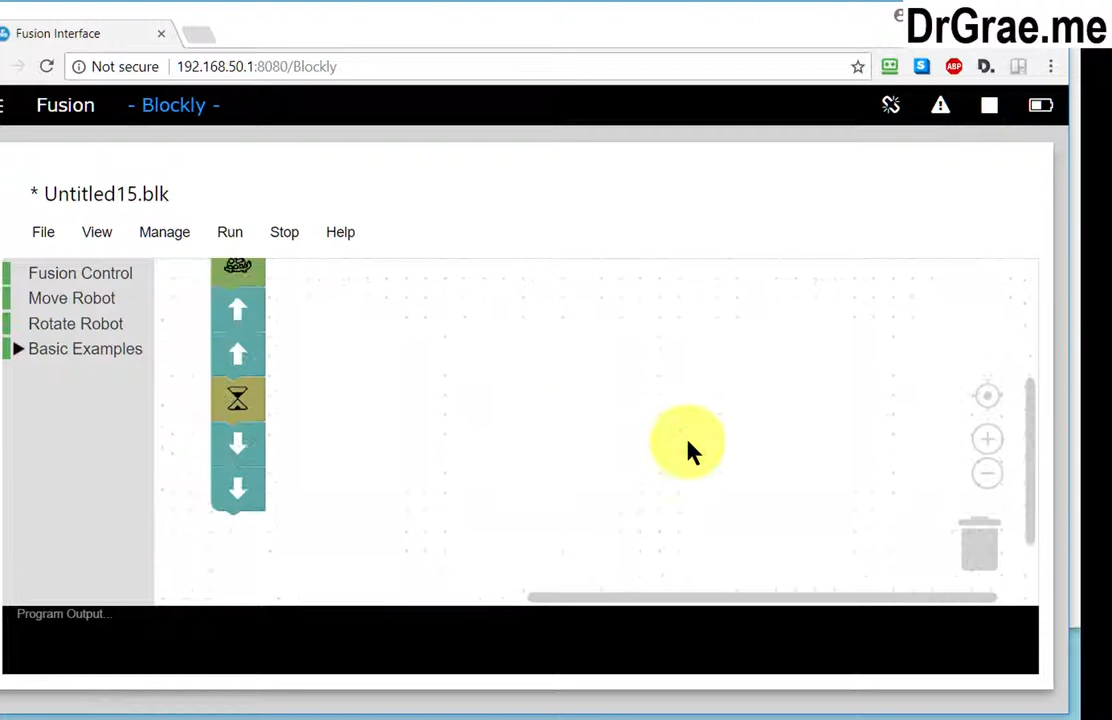 DrGrae.me
Fusion Interface
Not secure 192.168.50.1:8080/Blockly
S ABP D.
Fusion - Blockly -
* Untitled15.blk
File View Manage Run Stop Help
Fusion Control
Move Robot
Rotate Robot
Basic Examples
Program Output...